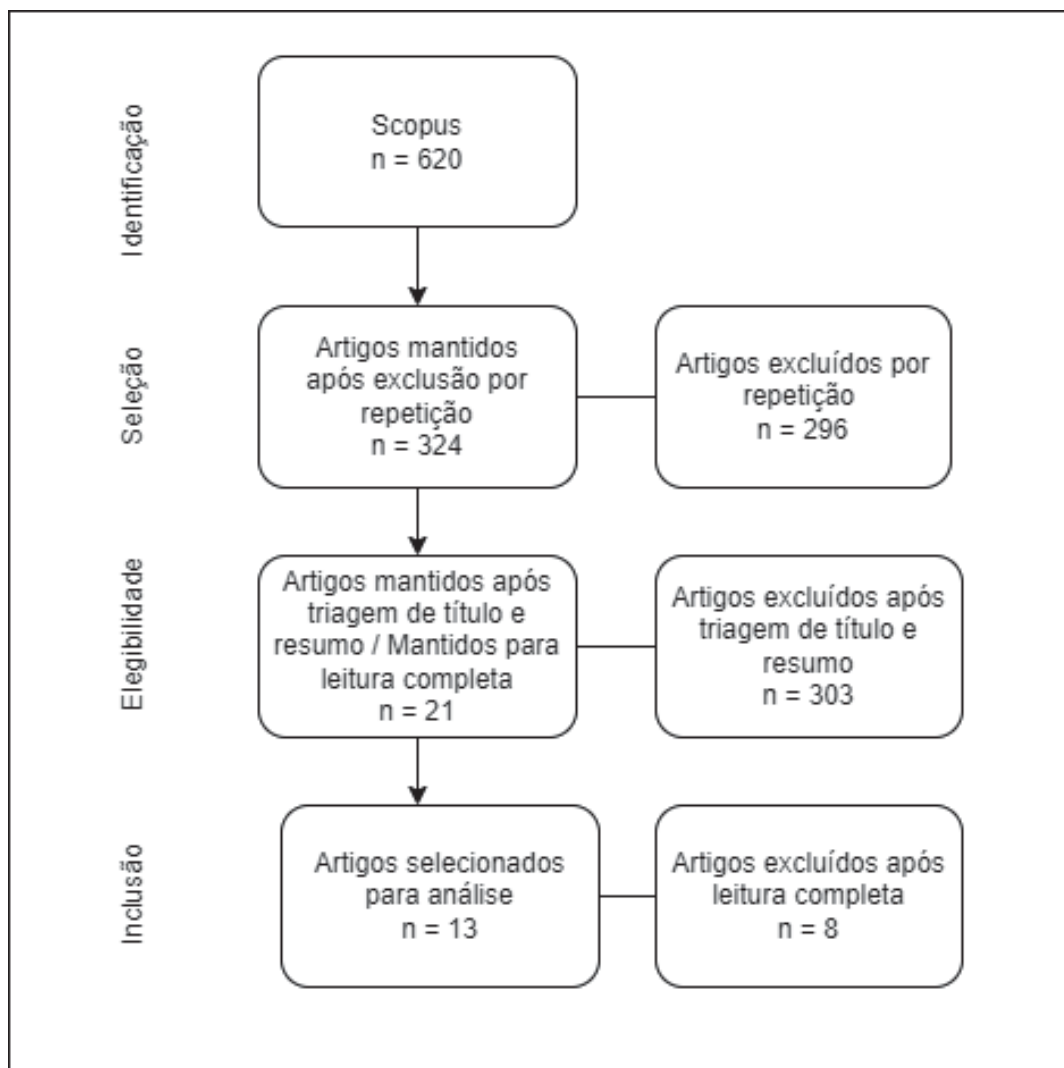 Identificação
Scopus
n = 620
Seleção
Artigos mantidos
após exclusão por
repetição
n = 324
Artigos excluídos por
repetição
n = 296
Elegibilidade
Artigos mantidos após
triagem de título e
resumo / Mantidos para
leitura completa
n = 21
Artigos excluídos após
triagem de título e
resumo
n = 303
Inclusão
Artigos selecionados
para análise
n = 13
Artigos excluídos após
leitura completa
n = 8